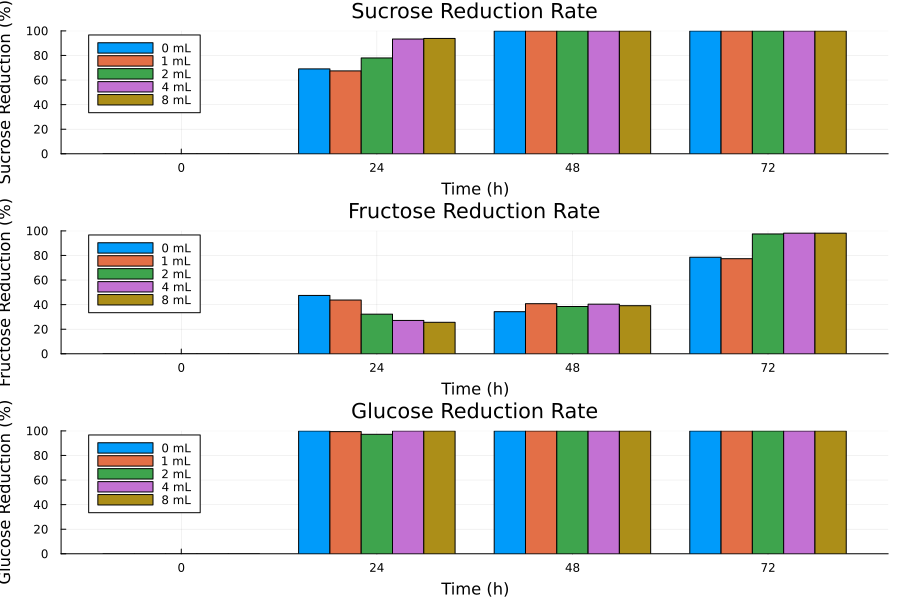 Sucrose Reduction Rate
Sucrose Reduction (%)
100
80
60
40
20
0
0 mL
1 mL
2 mL
4 mL
8 mL
0 24 48 72
Time (h)
Fructose Reduction Rate
Fructose Reduction (%)
100
80
60
40
20
0
0 mL
1 mL
2 mL
4 mL
8 mL
0 24 48 72
Time (h)
Glucose Reduction Rate
Glucose Reduction (%)
100
80
60
40
20
0
0 mL
1 mL
2 mL
4 mL
8 mL
0 24 48 72
Time (h)